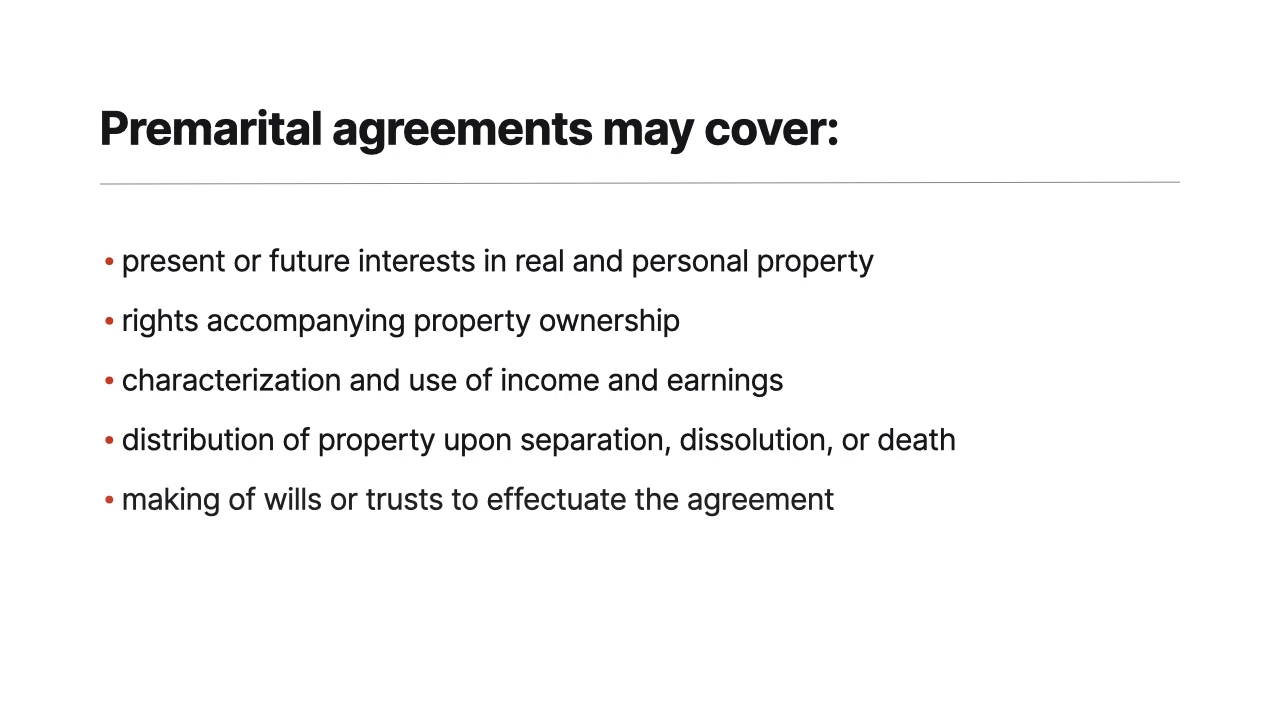 Premarital agreements may cover:
• present or future interests in real and personal property
• rights accompanying property ownership
• characterization and use of income and earnings
• distribution of property upon separation, dissolution, or death
• making of wills or trusts to effectuate the agreement